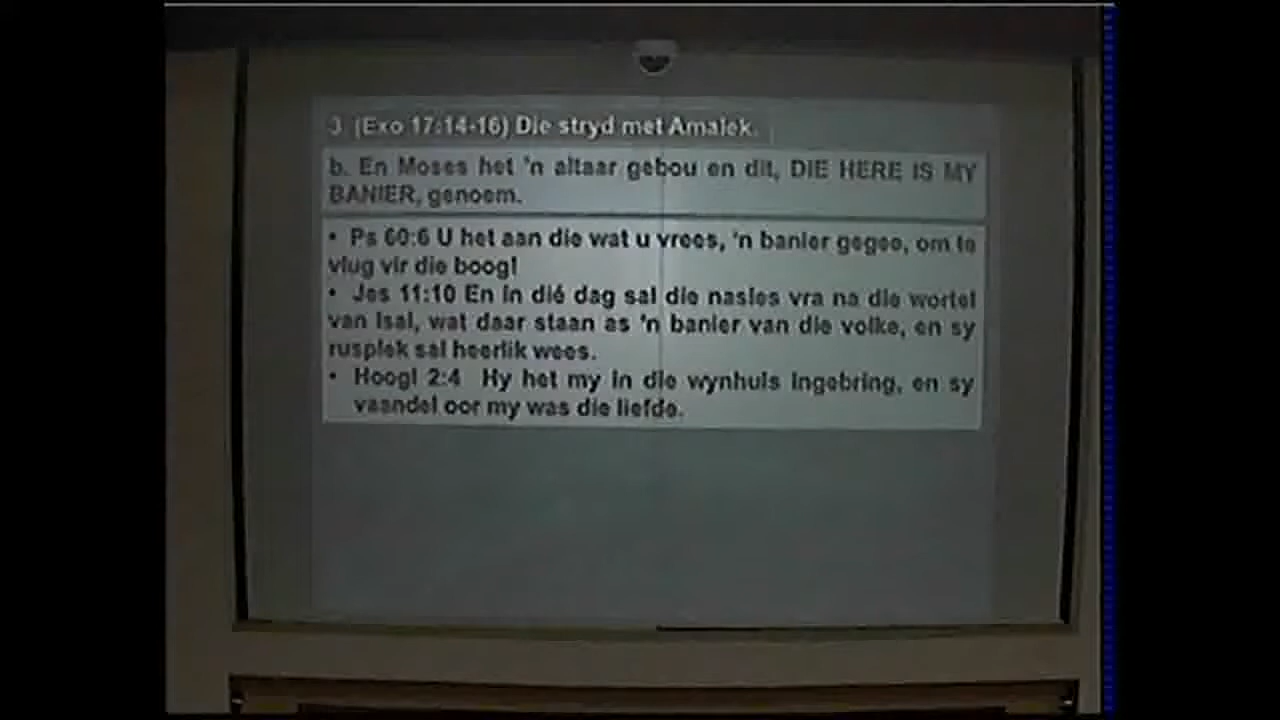 3 (Exo 17:14-16) Die stryd met Amalek.
b. En Moses het 'n altaar gebou en dit, DIE HERE IS MY
BANIER, genoem.
• Ps 60:6 U het aan die wat u vrees, 'n banier gegee, om te
vlug vir die boog!
• Jes 11:10 En in dié dag sal die nasies vra na die wortel
van Isai, wat daar staan as 'n banier van die volke, en sy
rusplek sal heerlik wees.
• Hoogl 2:4 Hy het my in die wynhuis ingebring, en sy
vaandel oor my was die liefde.